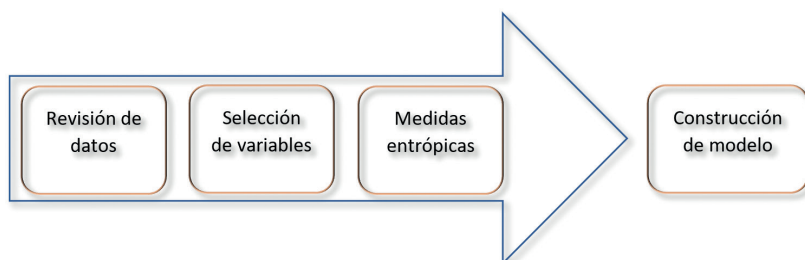 Revisión de
datos
Selección
de variables
Medidas
entrópicas
Construcción
de modelo